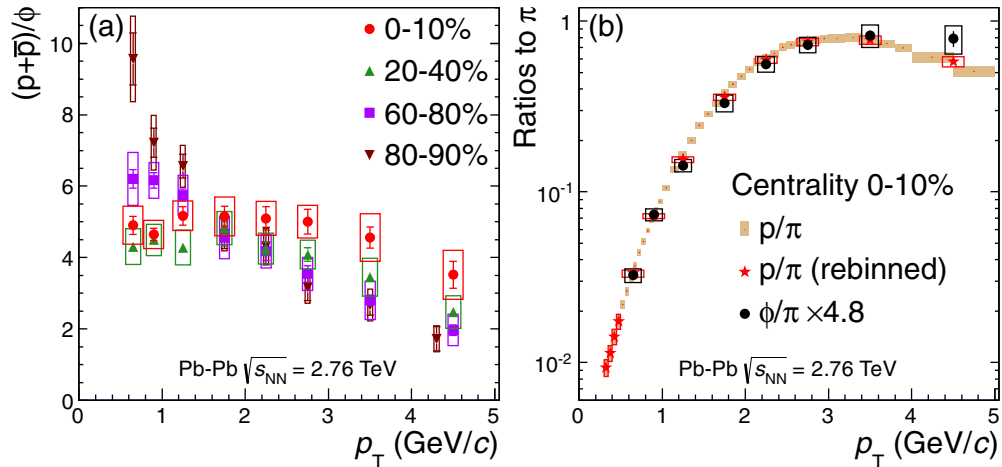 (a)
(p+p̅)/ϕ
0-10%
20-40%
60-80%
80-90%
10
8
6
4
2
0
Pb-Pb √sNN = 2.76 TeV
0 1 2 3 4 5
pT (GeV/c)
(b)
Ratios to π
1
10⁻¹
10⁻²
Centrality 0-10%
p/π
p/π (rebinned)
ϕ/π ×4.8
Pb-Pb √sNN = 2.76 TeV
0 1 2 3 4 5
pT (GeV/c)